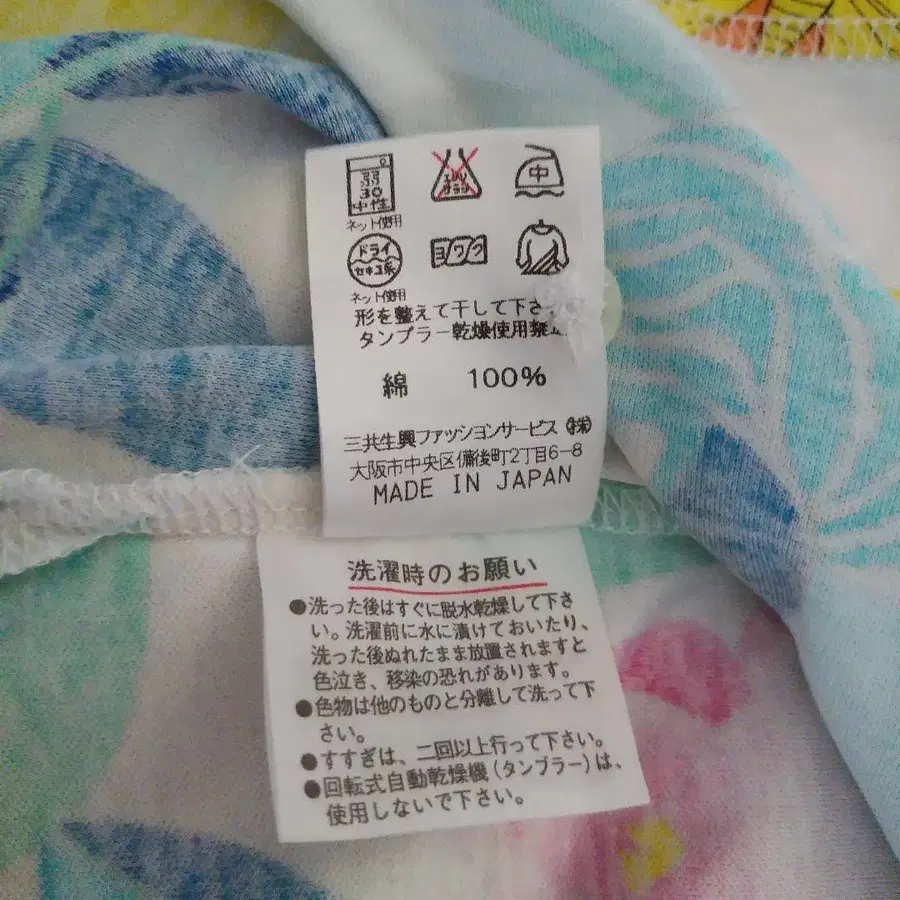 弱
30
中性
ネット使用
エンソ
サラシ
中
ドライ
セキユ系
ネット使用
ヨワク
形を整えて干して下さ
タンブラー乾燥使用禁止
綿 100%
三共生興ファッションサービス㈱
大阪市中央区備後町2丁目6-8
MADE IN JAPAN
洗濯時のお願い
●洗った後はすぐに脱水乾燥して下さ
い。洗濯前に水に漬けておいたり、
洗った後ぬれたまま放置されますと
色泣き、移染の恐れがあります。
●色物は他のものと分離して洗って下
さい。
●すすぎは、二回以上行って下さい。
●回転式自動乾燥機(タンブラー)は、
使用しないで下さい。